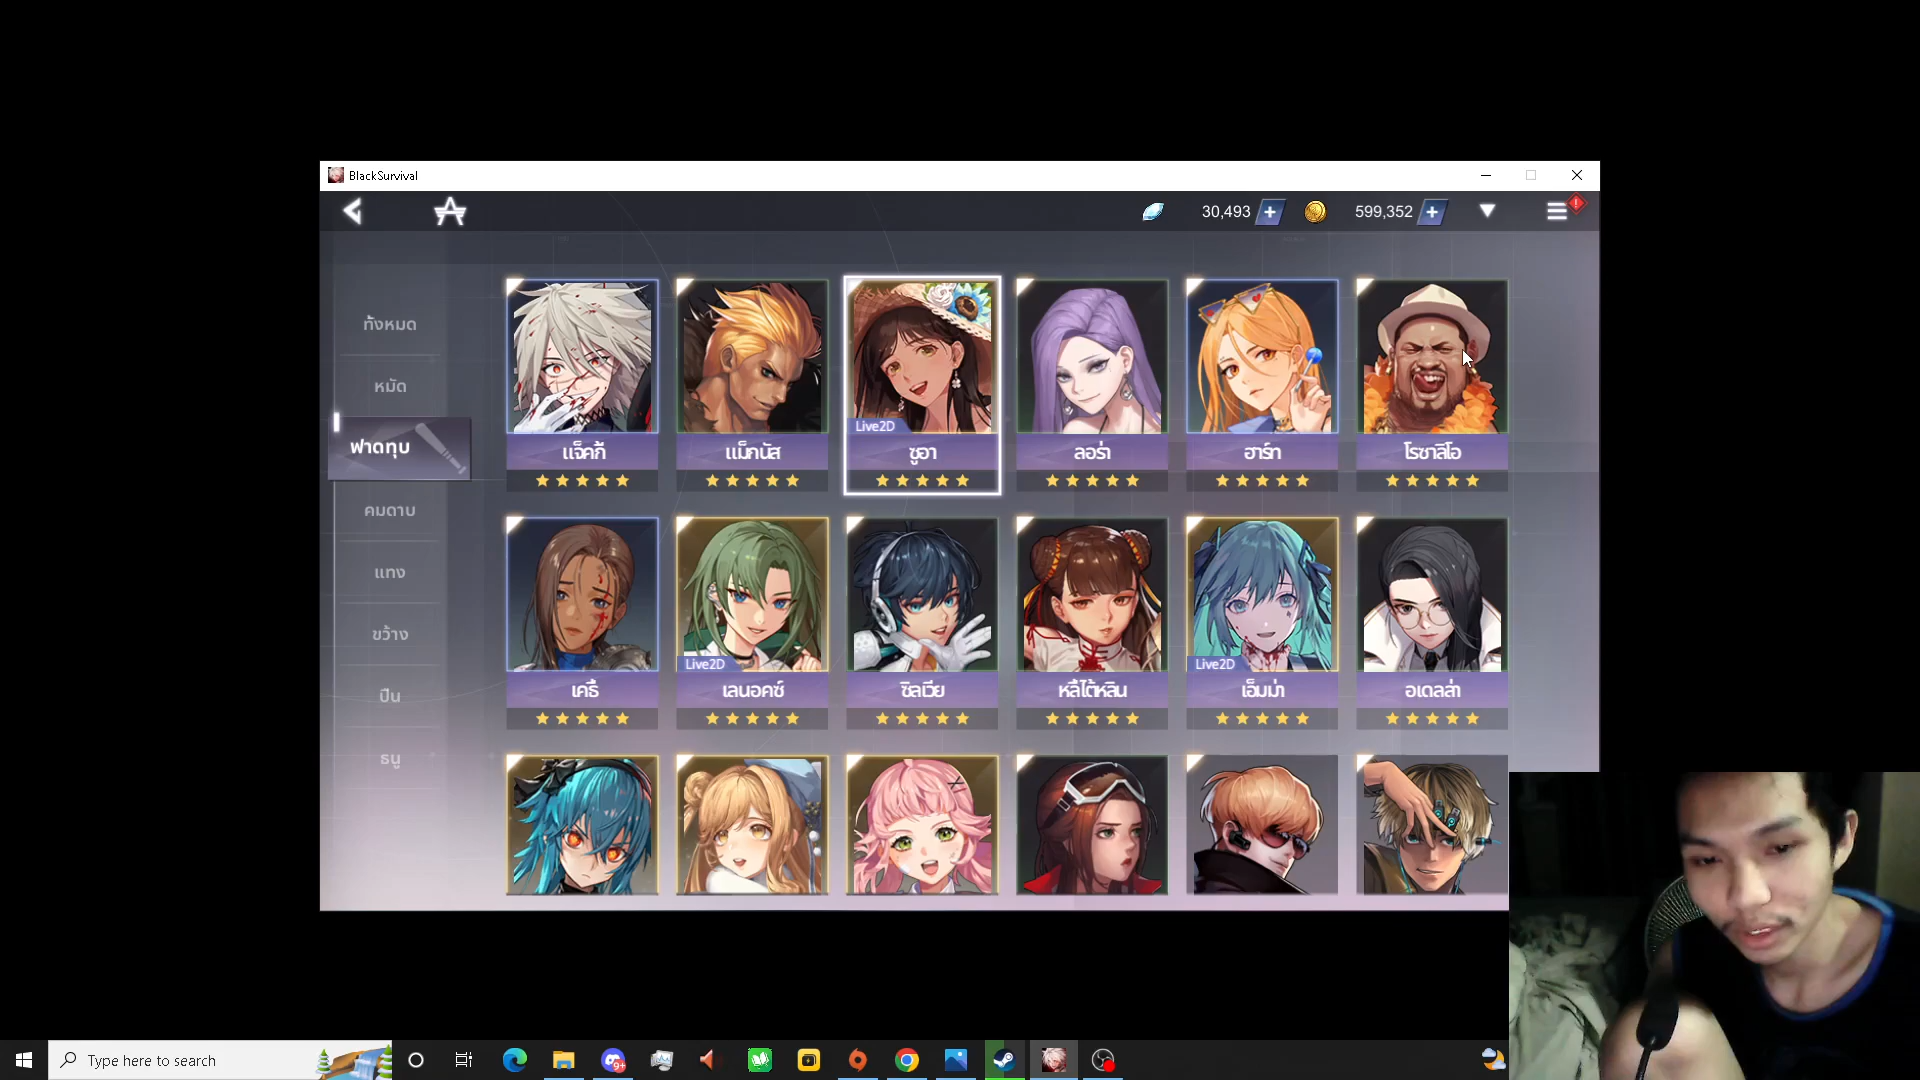 BlackSurvival
30,493
599,352
ทั้งหมด
หมัด
ฟาดทุบ
คมดาบ
แทง
ขว้าง
ปืน
ธนู
Live2D
แจ็คกี้
แม็กนัส
ซูอา
ลอร่า
ฮาร์ท
โรซาลิโอ
Live2D
Live2D
เคธี่
เลนอคซ์
ซิลเวีย
หลี่ไต้หลิน
เอ็มม่า
อเดลล่า
Type here to search
9+